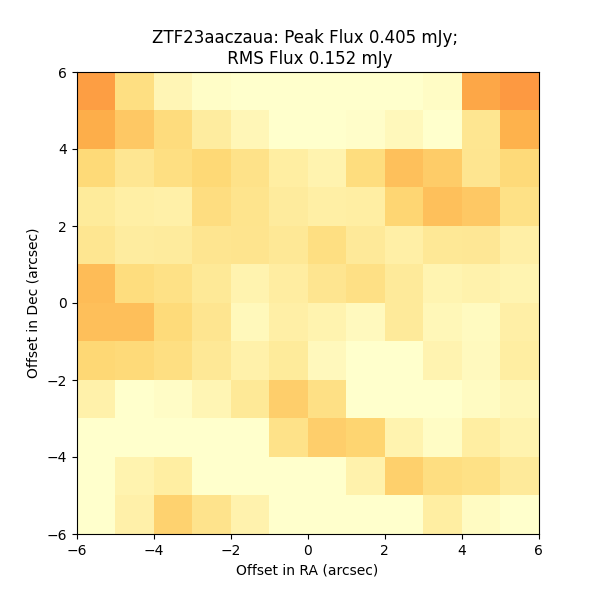 ZTF23aaczaua: Peak Flux 0.405 mJy;
RMS Flux 0.152 mJy
6
4
2
0
−2
−4
−6
Offset in Dec (arcsec)
−6 −4 −2 0 2 4 6
Offset in RA (arcsec)